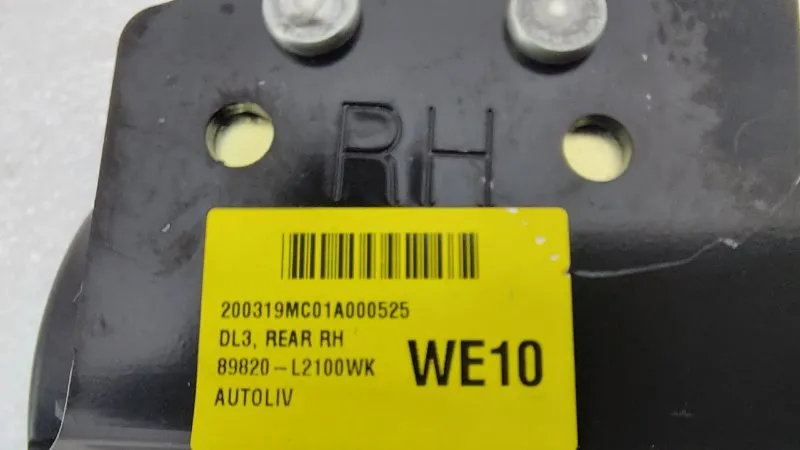 RH
200319MC01A000525
DL3, REAR RH
89820-L2100WK
AUTOLIV
WE10